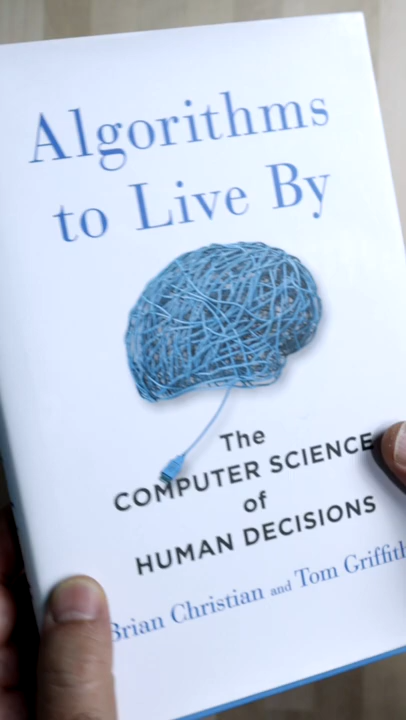 Algorithms
to Live By
The
COMPUTER SCIENCE
of
HUMAN DECISIONS
Brian Christian and Tom Griffith